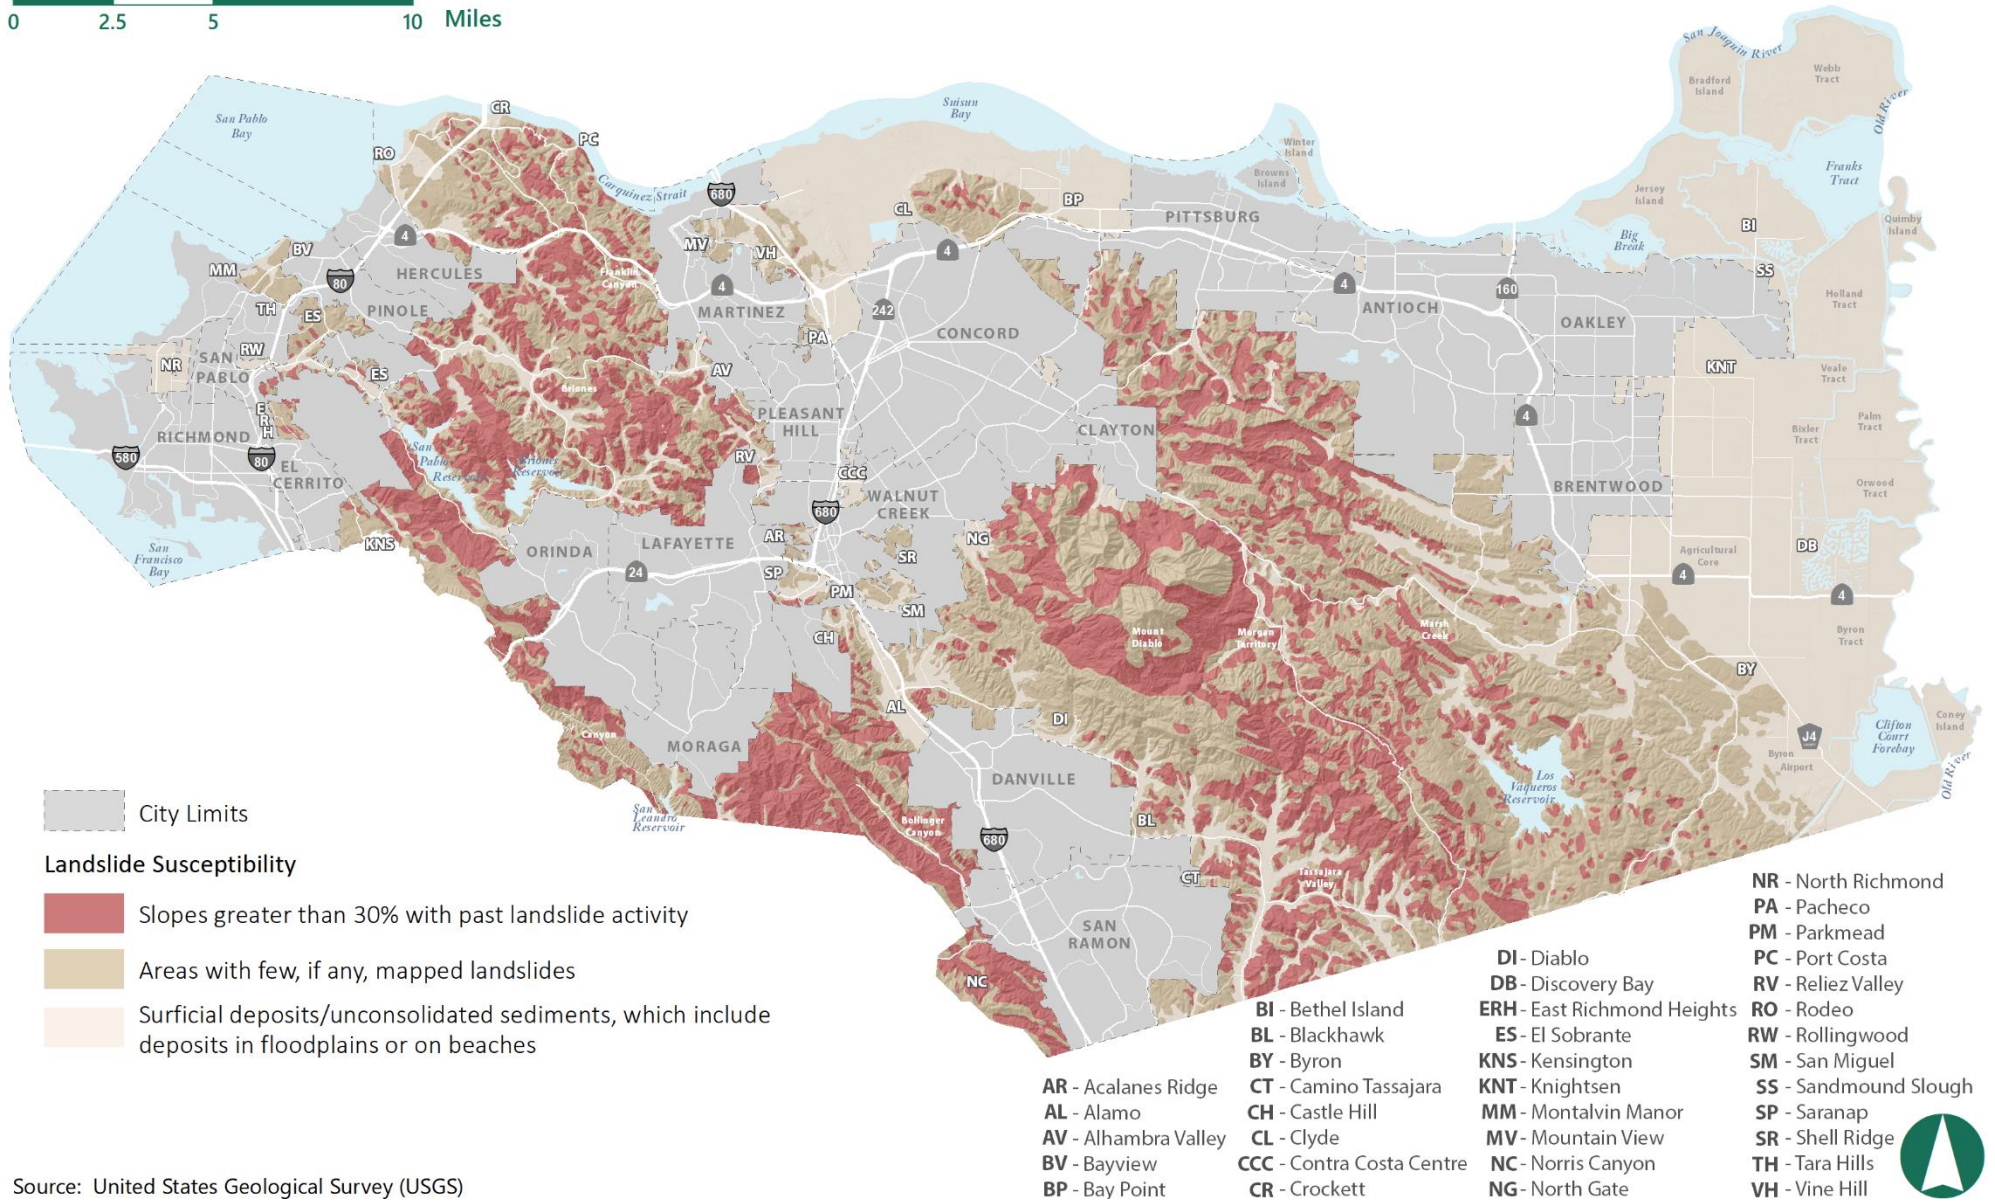 0 2.5 5 10 Miles
San Joaquin River
Webb
Tract
Bradford
Island
Old River
Suisun
Bay
San Pablo
Bay
CR
PC
RO
Carquinez Strait
680
Winter
Island
Browns
Island
Franks
Tract
Jersey
Island
Quimby
Island
BI
CL
BP
PITTSBURG
Big
Break
4
MV
VH
4
BV
MM
HERCULES
80
Franklin
Canyon
4
SS
4
160
Holland
Tract
TH
ES
PINOLE
MARTINEZ
242
CONCORD
ANTIOCH
OAKLEY
PA
RW
SAN
PABLO
NR
ES
AV
KNT
Veale
Tract
Briones
PLEASANT
HILL
CLAYTON
4
Palm
Tract
Bixler
Tract
ERH
RICHMOND
580
80
EL
CERRITO
San
Pablo
Reservoir
Briones
Reservoir
RV
CCC
WALNUT
CREEK
680
BRENTWOOD
Orwood
Tract
San
Francisco
Bay
KNS
ORINDA
LAFAYETTE
AR
NG
SR
24
SP
PM
SM
DB
Agricultural
Core
4
4
CH
Mount
Diablo
Morgan
Territory
Marsh
Creek
Byron
Tract
BY
AL
DI
Canyon
MORAGA
Clifton
Court
Forebay
Coney
Island
J4
Byron
Airport
Old River
DANVILLE
Los
Vaqueros
Reservoir
San
Leandro
Reservoir
Bollinger
Canyon
680
BL
CT
Tassajara
Valley
SAN
RAMON
NC
City Limits
Landslide Susceptibility
Slopes greater than 30% with past landslide activity
Areas with few, if any, mapped landslides
Surficial deposits/unconsolidated sediments, which include
deposits in floodplains or on beaches
AR - Acalanes Ridge
AL - Alamo
AV - Alhambra Valley
BV - Bayview
BP - Bay Point
BI - Bethel Island
BL - Blackhawk
BY - Byron
CT - Camino Tassajara
CH - Castle Hill
CL - Clyde
CCC - Contra Costa Centre
CR - Crockett
DI - Diablo
DB - Discovery Bay
ERH - East Richmond Heights
ES - El Sobrante
KNS - Kensington
KNT - Knightsen
MM - Montalvin Manor
MV - Mountain View
NC - Norris Canyon
NG - North Gate
NR - North Richmond
PA - Pacheco
PM - Parkmead
PC - Port Costa
RV - Reliez Valley
RO - Rodeo
RW - Rollingwood
SM - San Miguel
SS - Sandmound Slough
SP - Saranap
SR - Shell Ridge
TH - Tara Hills
VH - Vine Hill
Source: United States Geological Survey (USGS)